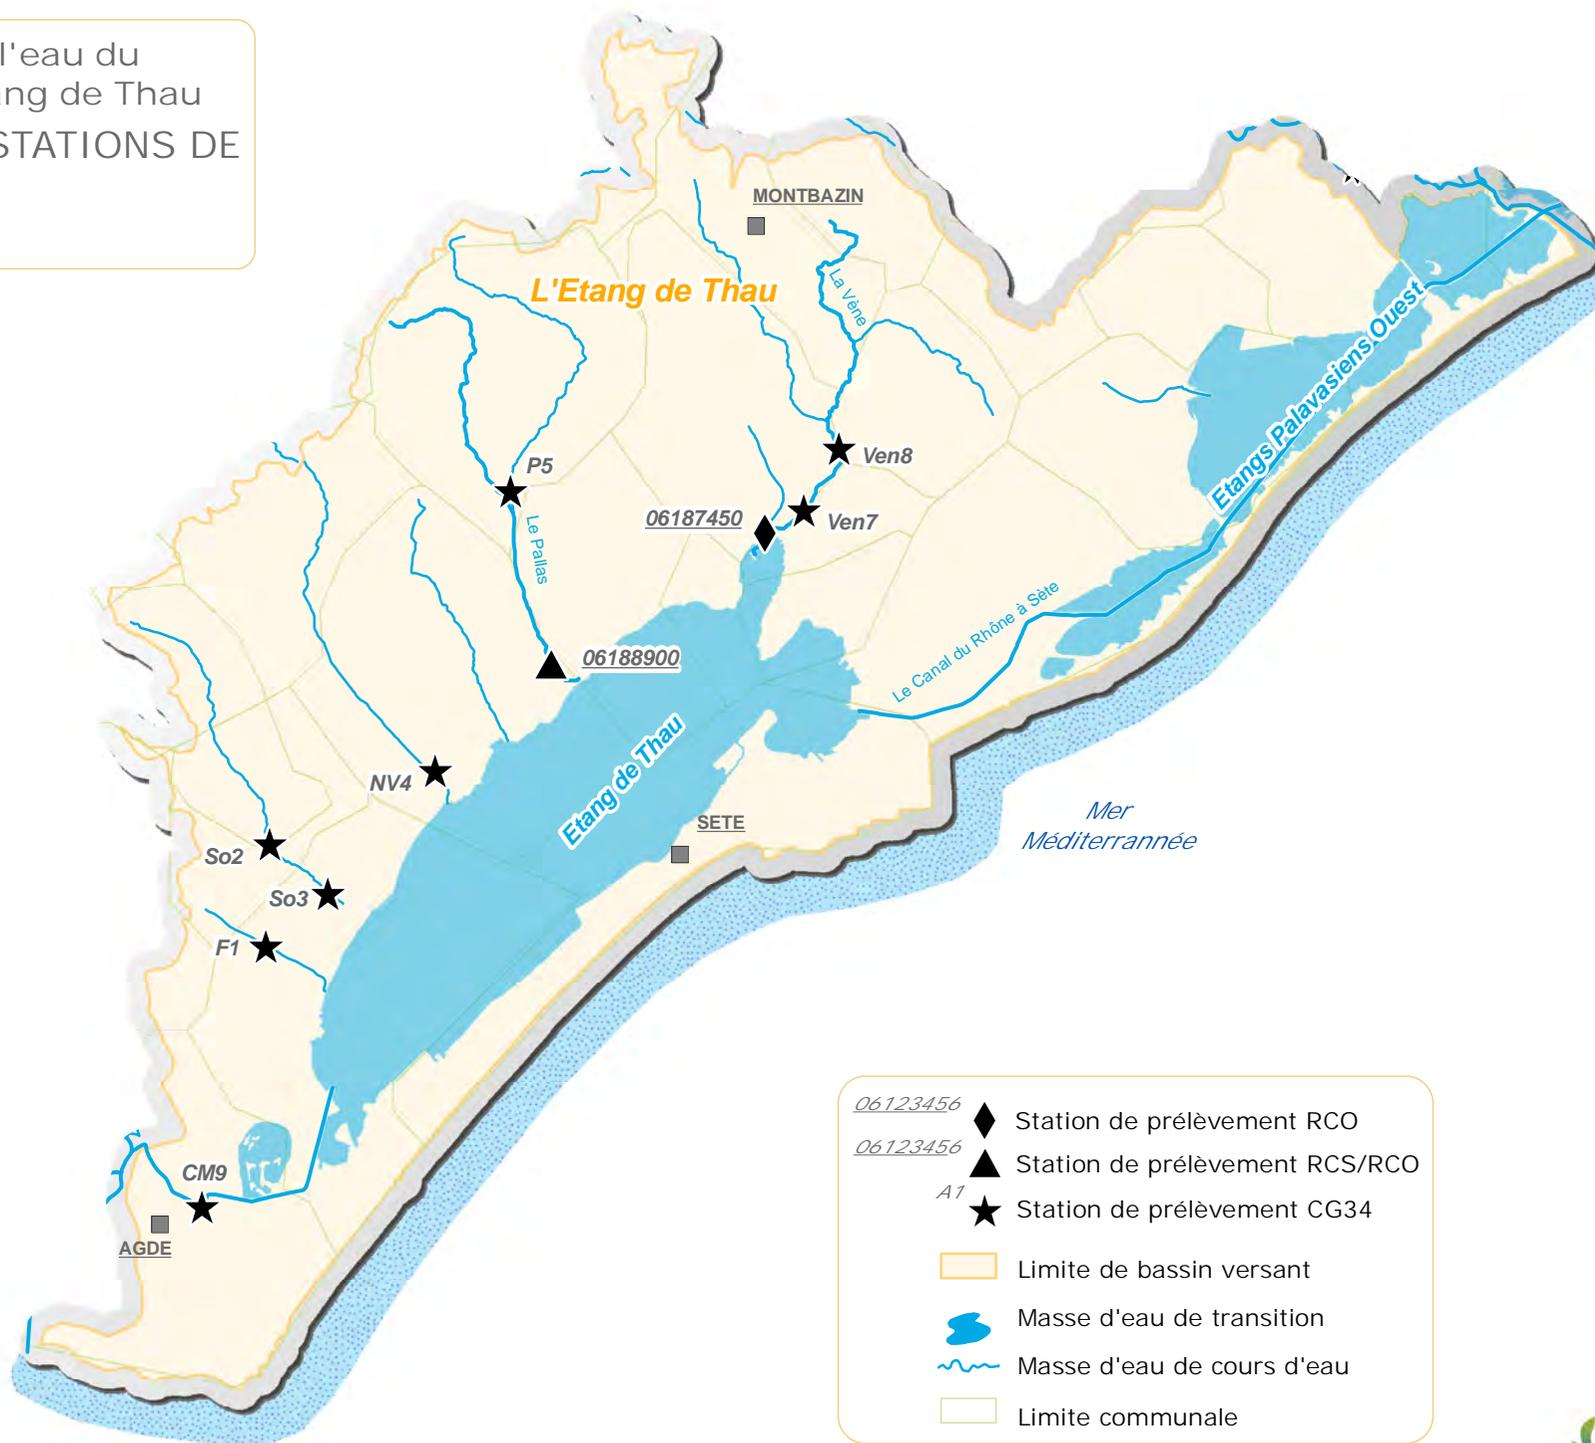 l'eau du
ang de Thau
STATIONS DE
MONTBAZIN
L'Etang de Thau
La Vène
Etangs Palavasiens Ouest
P5
Ven8
06187450
Ven7
Le Pallas
Le Canal du Rhône à Sète
06188900
Etang de Thau
NV4
SETE
Mer
Méditerrannée
So2
So3
F1
CM9
AGDE
06123456
Station de prélèvement RCO
06123456
Station de prélèvement RCS/RCO
A1
Station de prélèvement CG34
Limite de bassin versant
Masse d'eau de transition
Masse d'eau de cours d'eau
Limite communale